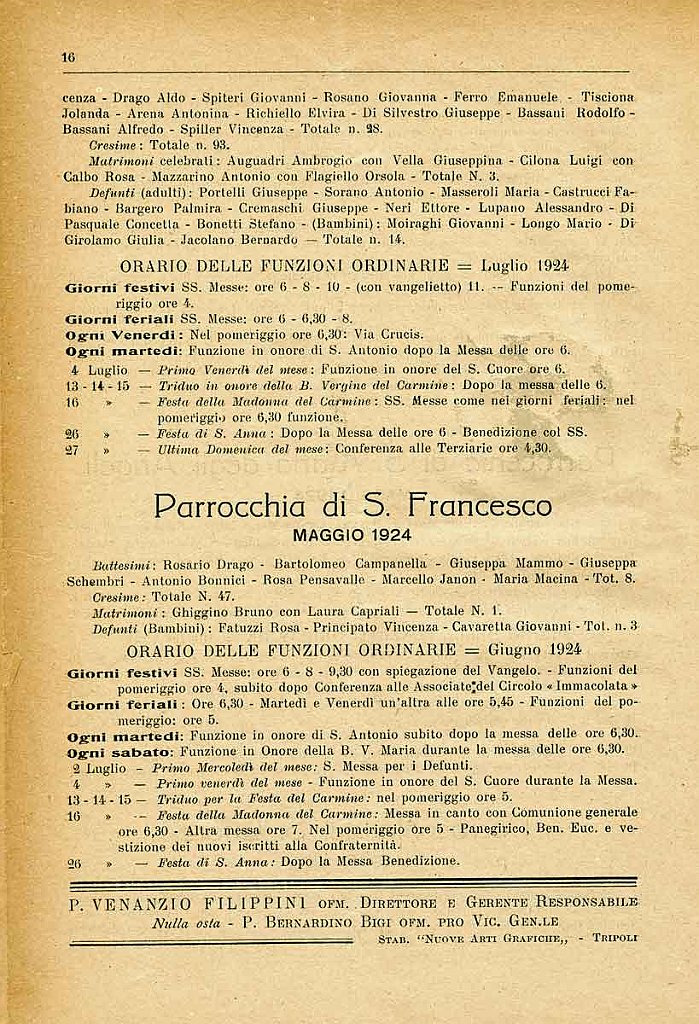 16
cenza - Drago Aldo - Spiteri Giovanni - Rosano Giovanna - Ferro Emanuele - Tisciona
Jolanda - Arena Antonina - Richiello Elvira - Di Silvestro Giuseppe - Bassani Rodolfo -
Bassani Alfredo - Spiller Vincenza - Totale n. 28.
Cresime: Totale n. 93.
Matrimoni celebrati: Auguadri Ambrogio con Vella Giuseppina - Cilona Luigi con
Calbo Rosa - Mazzarino Antonio con Flagiello Orsola - Totale N. 3.
Defunti (adulti): Portelli Giuseppe - Sorano Antonio - Masseroli Maria - Castrucci Fa-
biano - Bargero Palmira - Cremaschi Giuseppe - Neri Ettore - Lupano Alessandro - Di
Pasquale Concetta - Bonetti Stefano - (Bambini): Moiraghi Giovanni - Longo Mario - Di
Girolamo Giulia - Jacolano Bernardo — Totale n. 14.
ORARIO DELLE FUNZIONI ORDINARIE = Luglio 1924
Giorni festivi SS. Messe: ore 6 - 8 - 10 - (con vangelietto) 11. -- Funzioni del pome-
riggio ore 4.
Giorni feriali SS. Messe: ore 6 - 6,30 - 8.
Ogni Venerdi: Nel pomeriggio ore 6,30: Via Crucis.
Ogni martedi: Funzione in onore di S. Antonio dopo la Messa delle ore 6.
4 Luglio — Primo Venerdì del mese: Funzione in onore del S. Cuore ore 6.
13 - 14 - 15 — Triduo in onore della B. Vergine del Carmine: Dopo la messa delle 6.
16 » — Festa della Madonna del Carmine: SS. Messe come nei giorni feriali: nel
pomeriggio ore 6,30 funzione.
26 » — Festa di S. Anna: Dopo la Messa delle ore 6 - Benedizione col SS.
27 » — Ultima Domenica del mese: Conferenza alle Terziarie ore 4,30.
Parrocchia di S. Francesco
MAGGIO 1924
Battesimi: Rosario Drago - Bartolomeo Campanella - Giuseppa Mammo - Giuseppa
Schembri - Antonio Bonnici - Rosa Pensavalle - Marcello Janon - Maria Macina - Tot. 8.
Cresime: Totale N. 47.
Matrimoni: Ghiggino Bruno con Laura Capriali — Totale N. 1.
Defunti (Bambini): Fatuzzi Rosa - Principato Vincenza - Cavaretta Giovanni - Tot. n. 3
ORARIO DELLE FUNZIONI ORDINARIE = Giugno 1924
Giorni festivi SS. Messe: ore 6 - 8 - 9,30 con spiegazione del Vangelo. - Funzioni del
pomeriggio ore 4, subito dopo Conferenza alle Associate del Circolo « Immacolata »
Giorni feriali: Ore 6,30 - Martedì e Venerdì un'altra alle ore 5,45 - Funzioni del po-
meriggio: ore 5.
Ogni martedi: Funzione in onore di S. Antonio subito dopo la messa delle ore 6,30.
Ogni sabato: Funzione in Onore della B. V. Maria durante la messa delle ore 6,30.
2 Luglio - Primo Mercoledì del mese: S. Messa per i Defunti.
4 » — Primo venerdì del mese - Funzione in onore del S. Cuore durante la Messa.
13 - 14 - 15 — Triduo per la Festa del Carmine: nel pomeriggio ore 5.
16 » -- Festa della Madonna del Carmine: Messa in canto con Comunione generale
ore 6,30 - Altra messa ore 7. Nel pomeriggio ore 5 - Panegirico, Ben. Euc. e ve-
stizione dei nuovi iscritti alla Confraternità.
26 » — Festa di S. Anna: Dopo la Messa Benedizione.
P. VENANZIO FILIPPINI OFM. DIRETTORE E GERENTE RESPONSABILE
Nulla osta - P. BERNARDINO BIGI OFM. PRO VIC. GEN.LE
STAB. "NUOVE ARTI GRAFICHE,, - TRIPOLI